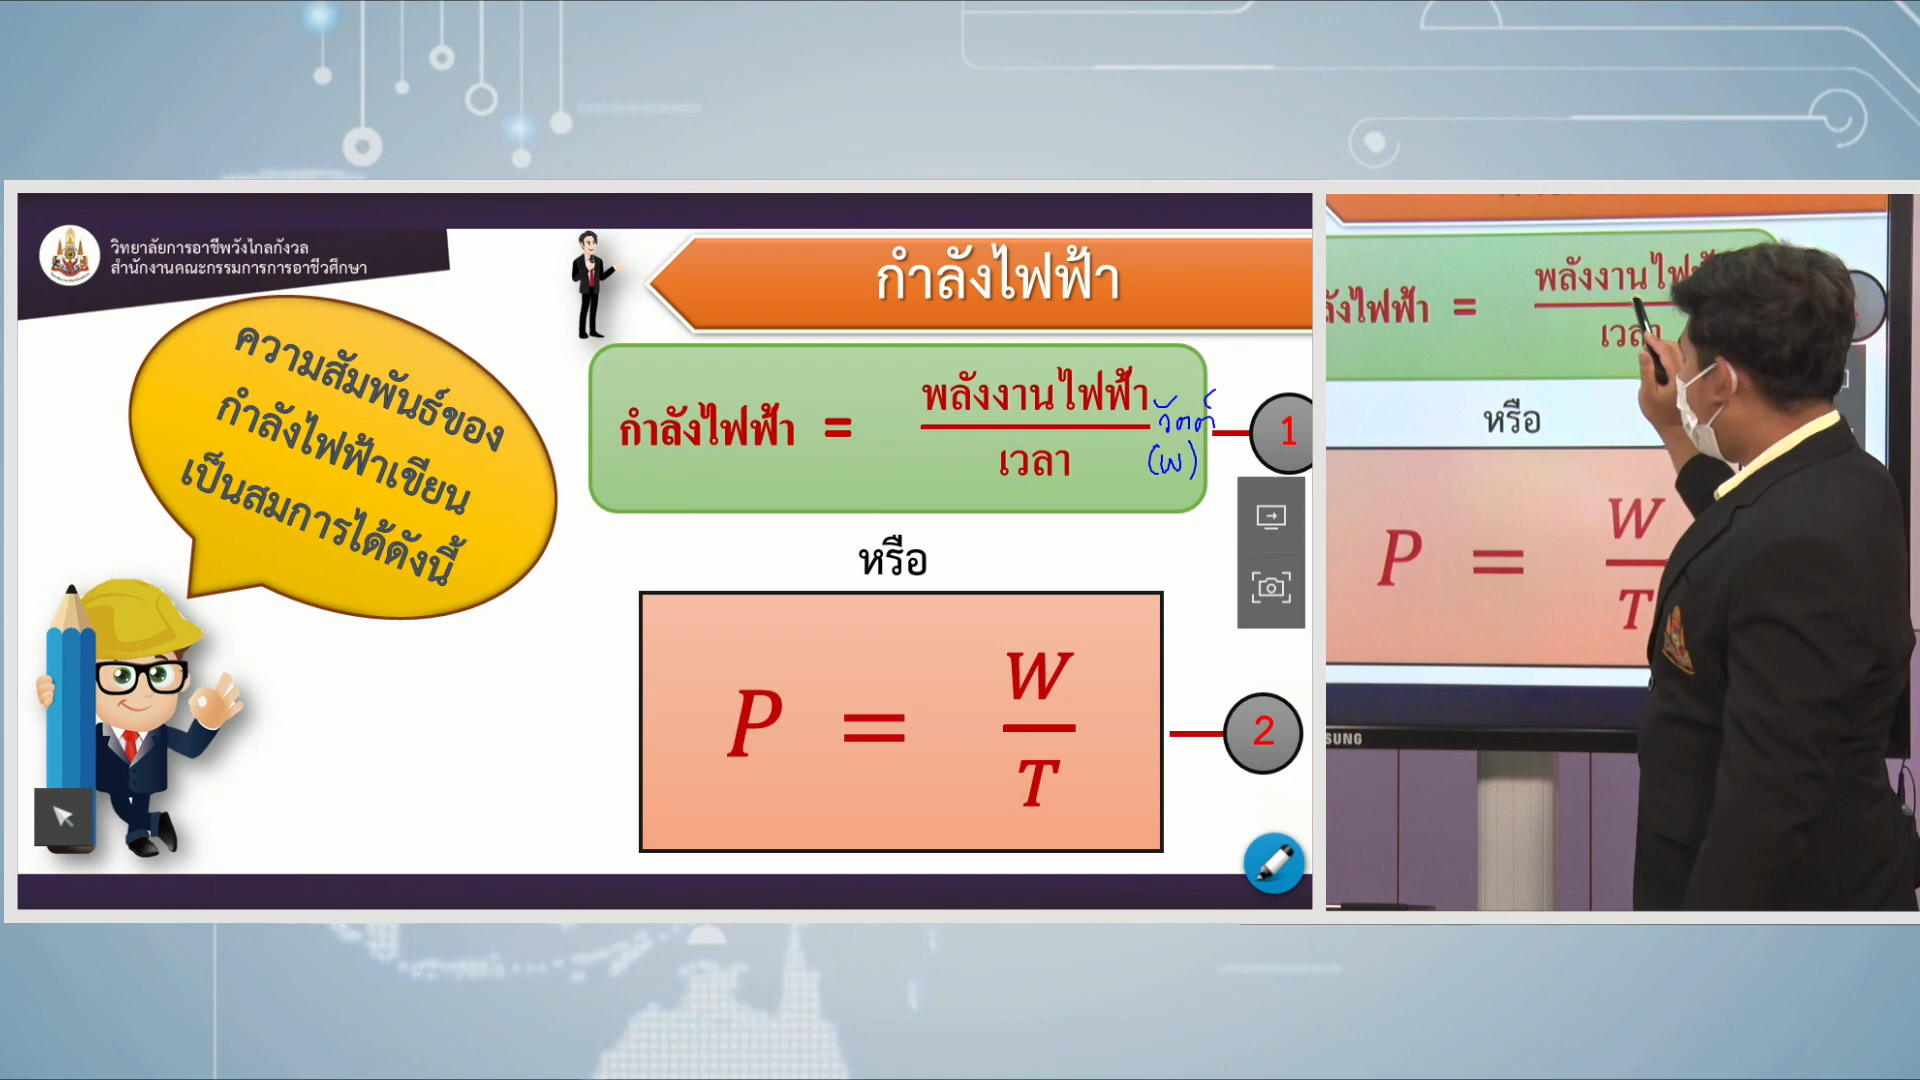 วิทยาลัยการอาชีพวังไกลกังวล
สำนักงานคณะกรรมการการอาชีวศึกษา
กำลังไฟฟ้า
ความสัมพันธ์ของ
กำลังไฟฟ้าเขียน
เป็นสมการได้ดังนี้
กำลังไฟฟ้า = พลังงานไฟฟ้า
เวลา
วัตต์
(W)
1
หรือ
P = W
T
2
พลังงานไฟฟ้
ลังไฟฟ้า =
เวลา
หรือ
P = W
T
SUNG